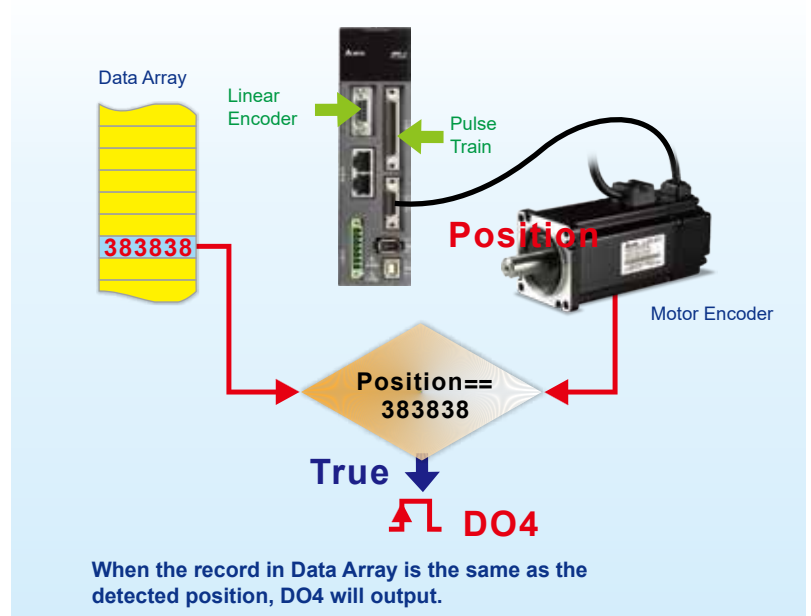 Data Array
Linear
Encoder
Pulse
Train
Position
383838
Motor Encoder
Position==
383838
True
DO4
When the record in Data Array is the same as the
detected position, DO4 will output.